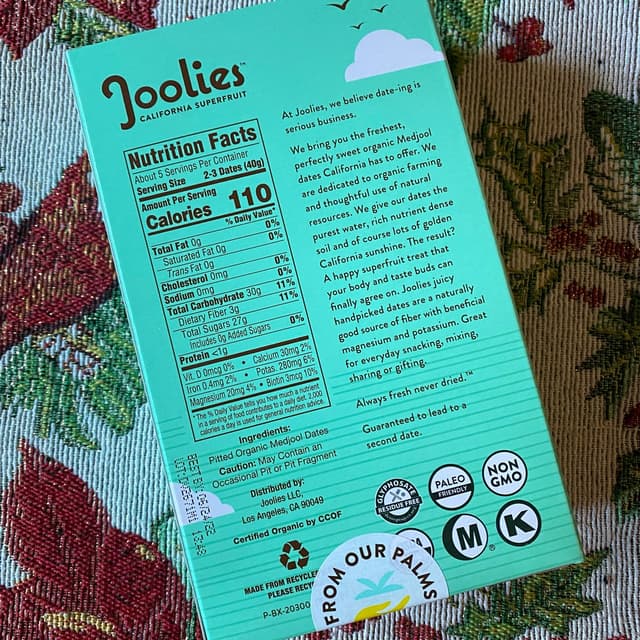 Joolies™
CALIFORNIA SUPERFRUIT
Nutrition Facts
About 5 Servings Per Container
Serving Size 2-3 Dates (40g)
Amount Per Serving
Calories 110
% Daily Value*
Total Fat 0g 0%
Saturated Fat 0g 0%
Trans Fat 0g
Cholesterol 0mg 0%
Sodium 0mg 0%
Total Carbohydrate 30g 11%
Dietary Fiber 3g 11%
Total Sugars 27g
Includes 0g Added Sugars 0%
Protein <1g
Vit. D 0mcg 0% • Calcium 30mg 2%
Iron 0.4mg 2% • Potas. 280mg 6%
Magnesium 20mg 4% • Biotin 3mcg 10%
*The % Daily Value tells you how much a nutrient
in a serving of food contributes to a daily diet. 2,000
calories a day is used for general nutrition advice.
Ingredients:
Pitted Organic Medjool Dates
Caution: May Contain an
Occasional Pit or Pit Fragment
Distributed by:
Joolies LLC,
Los Angeles, CA 90049
Certified Organic by CCOF
MADE FROM RECYCLE
PLEASE RECY
P-BX-20300
At Joolies, we believe date-ing is
serious business.
We bring you the freshest,
perfectly sweet organic Medjool
dates California has to offer. We
are dedicated to organic farming
and thoughtful use of natural
resources. We give our dates the
purest water, rich nutrient dense
soil and of course lots of golden
California sunshine. The result?
A happy superfruit treat that
your body and taste buds can
finally agree on. Joolies juicy
handpicked dates are a naturally
good source of fiber with beneficial
magnesium and potassium. Great
for everyday snacking, mixing,
sharing or gifting.
Always fresh never dried.™
Guaranteed to lead to a
second date.
GLYPHOSATE
RESIDUE FREE
PALEO
FRIENDLY
NON
GMO
M®
K
FROM OUR PALMS